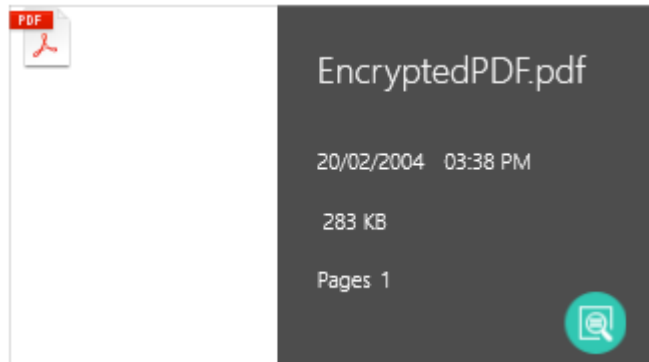 PDF
EncryptedPDF.pdf
20/02/2004 03:38 PM
283 KB
Pages 1